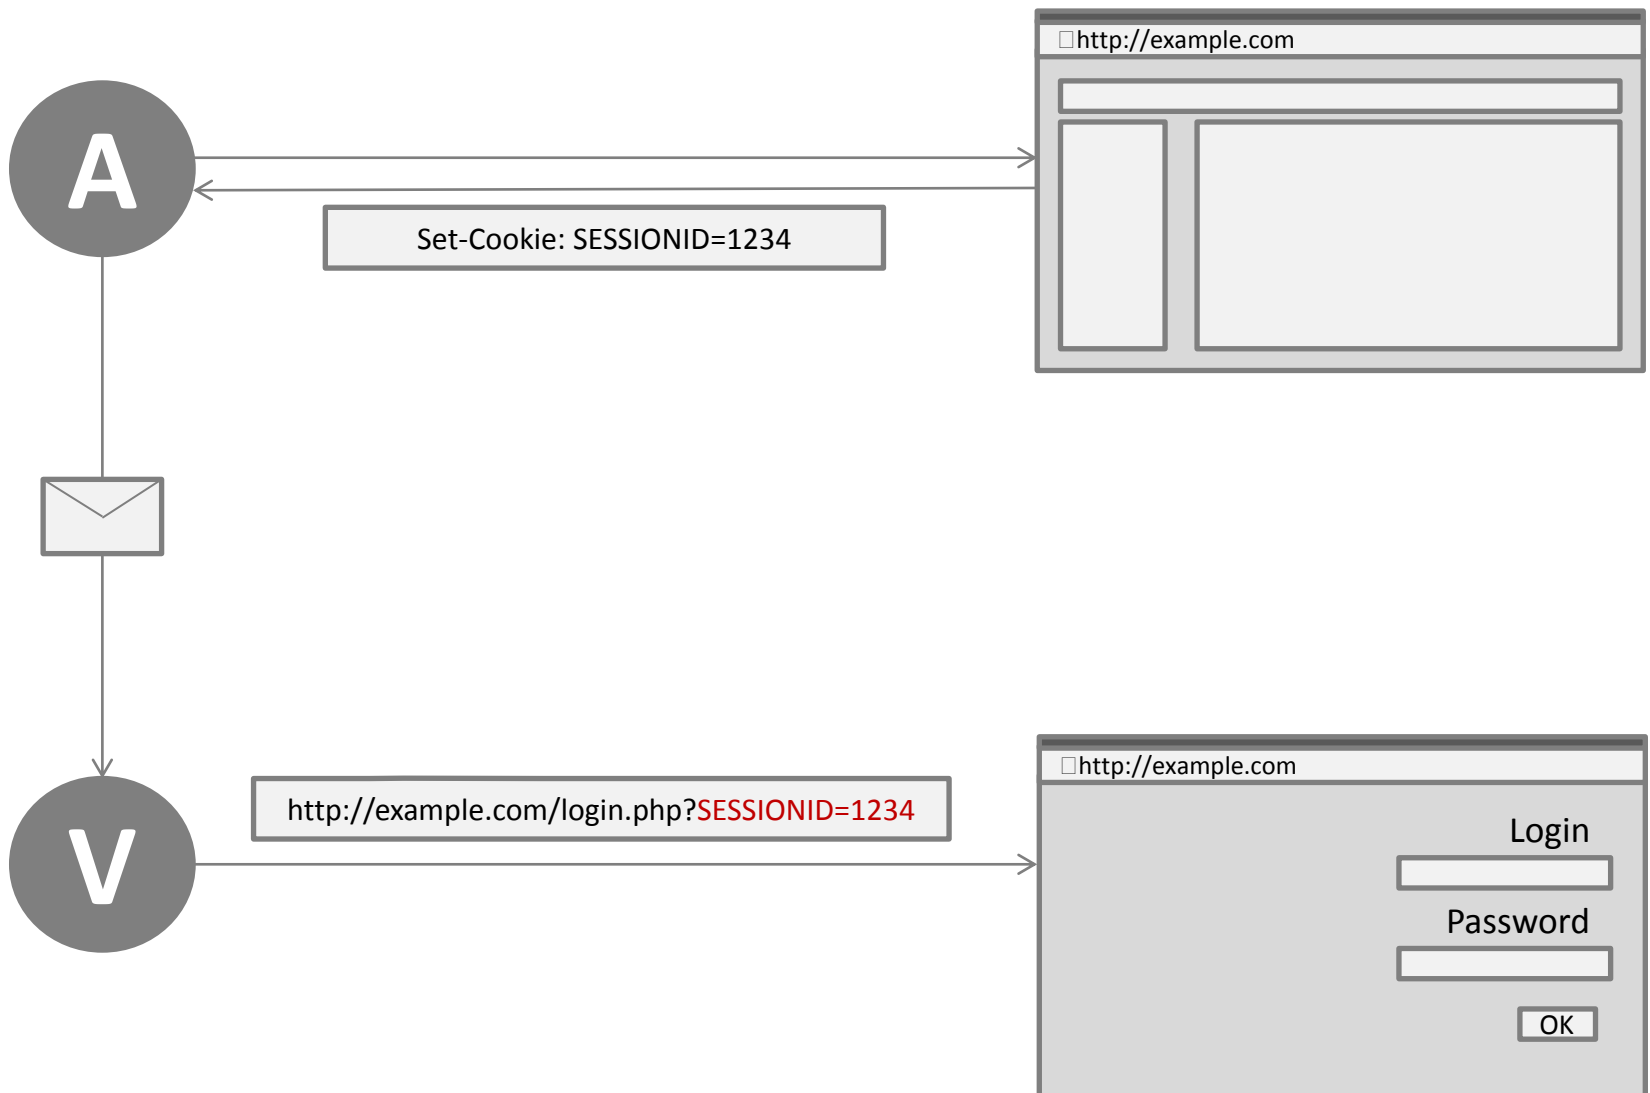 http://example.com
A
Set-Cookie: SESSIONID=1234
http://example.com
http://example.com/login.php?SESSIONID=1234
V
Login
Password
OK